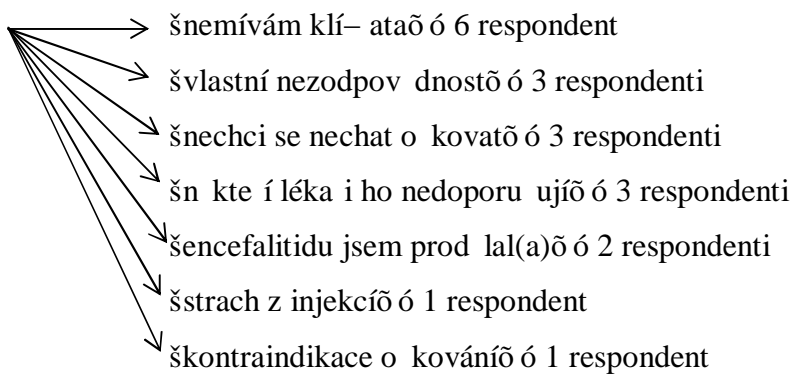 šnemívám klí– ataõ ó 6 respondent
švlastní nezodpov dnostõ ó 3 respondenti
šnechci se nechat o kovatõ ó 3 respondenti
šn kte í léka i ho nedoporu ujíõ ó 3 respondenti
šencefalitidu jsem prod lal(a)õ ó 2 respondenti
šstrach z injekcíõ ó 1 respondent
škontraindikace o kováníõ ó 1 respondent